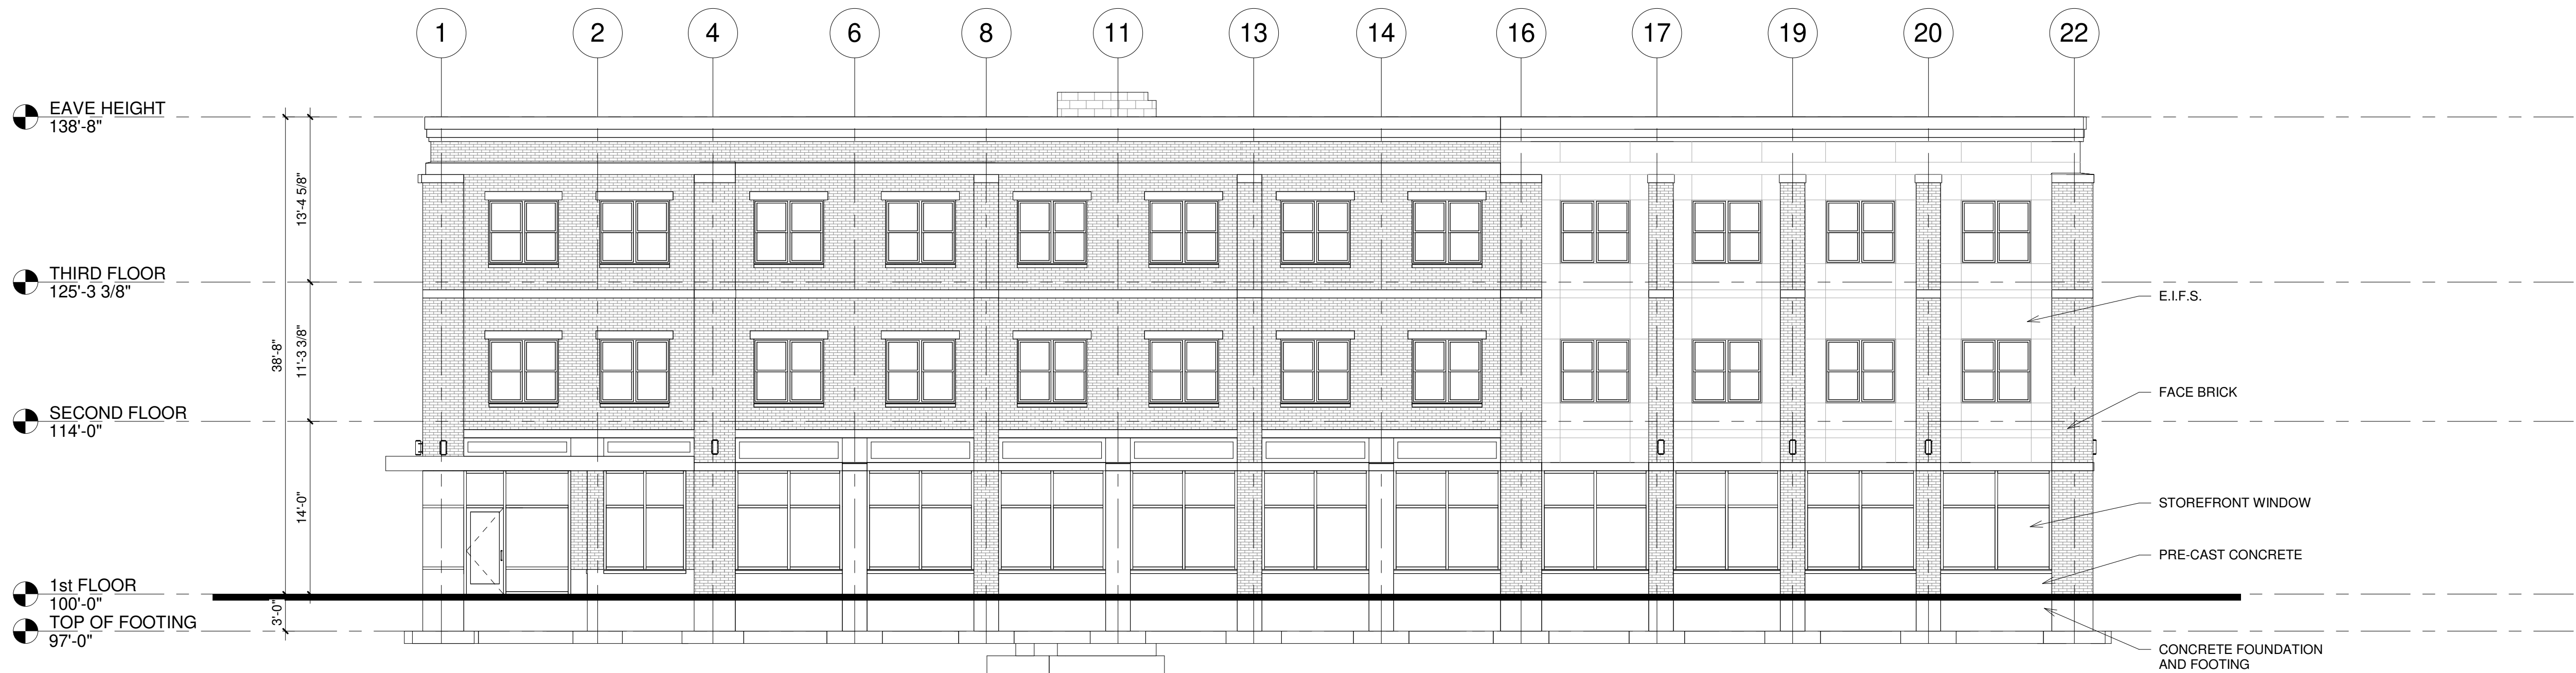 1 2 4 6 8 11 13 14 16 17 19 20 22
EAVE HEIGHT
138'-8"
13'-4 5/8"
THIRD FLOOR
125'-3 3/8"
E.I.F.S.
38'-8"
11'-3 3/8"
FACE BRICK
SECOND FLOOR
114'-0"
14'-0"
STOREFRONT WINDOW
PRE-CAST CONCRETE
1st FLOOR
100'-0"
3'-0"
TOP OF FOOTING
97'-0"
CONCRETE FOUNDATION
AND FOOTING